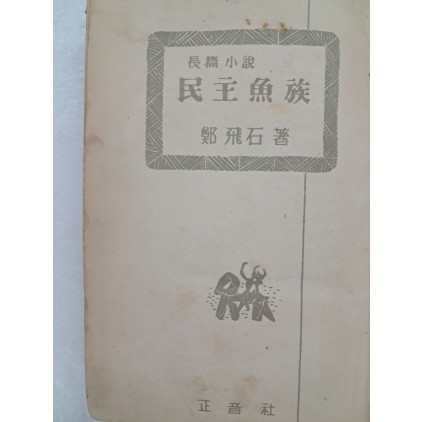 長篇 小說
民主魚族
鄭飛石 著
正音社